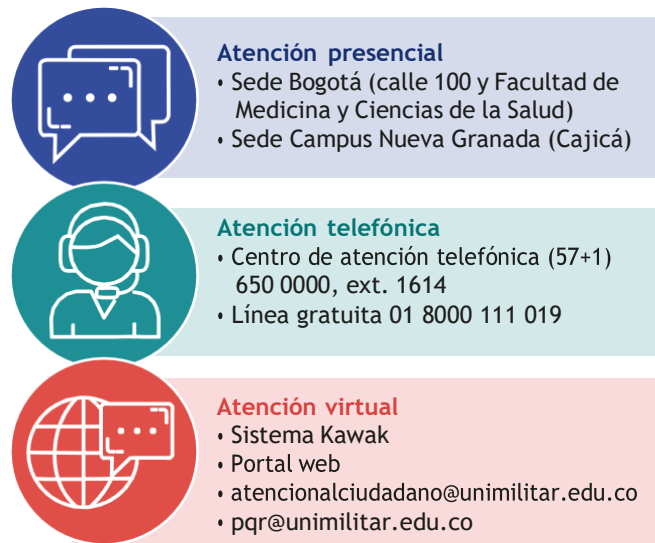 Atención presencial
• Sede Bogotá (calle 100 y Facultad de
Medicina y Ciencias de la Salud)
• Sede Campus Nueva Granada (Cajicá)
Atención telefónica
• Centro de atención telefónica (57+1)
650 0000, ext. 1614
• Línea gratuita 01 8000 111 019
Atención virtual
• Sistema Kawak
• Portal web
• atencionalciudadano@unimilitar.edu.co
• pqr@unimilitar.edu.co